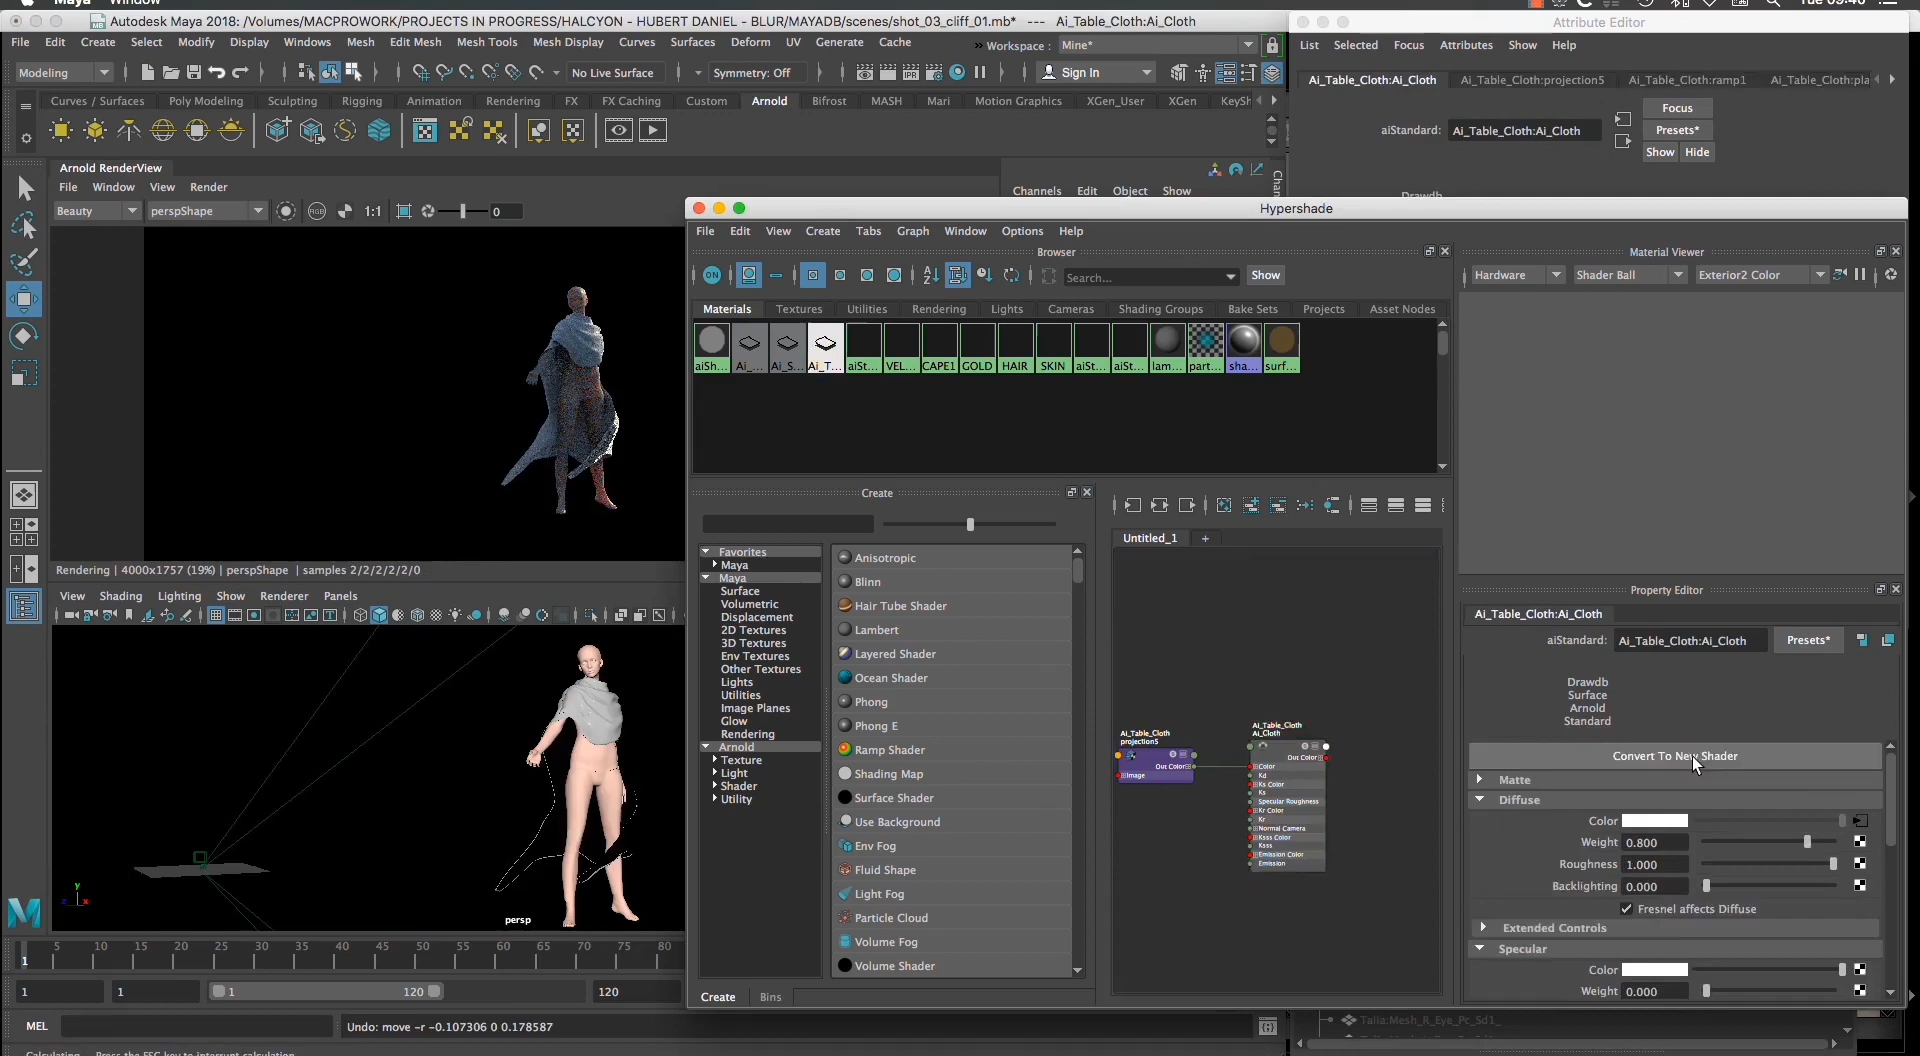 Maya Window
Tue 09:46
Autodesk Maya 2018: /Volumes/MACPROWORK/PROJECTS IN PROGRESS/HALCYON - HUBERT DANIEL - BLUR/MAYADB/scenes/shot_03_cliff_01.mb* --- Ai_Table_Cloth:Ai_Cloth
File Edit Create Select Modify Display Windows Mesh Edit Mesh Mesh Tools Mesh Display Curves Surfaces Deform UV Generate Cache
» Workspace : Mine*
Modeling No Live Surface Symmetry: Off Sign In
Curves / Surfaces Poly Modeling Sculpting Rigging Animation Rendering FX FX Caching Custom Arnold Bifrost MASH Mari Motion Graphics XGen_User XGen KeySh
IPR
Arnold RenderView
File Window View Render
Beauty perspShape RGB 1:1 0
Channels Edit Object Show
Chan
Rendering | 4000x1757 (19%) | perspShape | samples 2/2/2/2/2/0
View Shading Lighting Show Renderer Panels
y
z x
persp
5 10 15 20 25 30 35 40 45 50 55 60 65 70 75 80
1
1 1 1 120 120
MEL Undo: move -r -0.107306 0 0.178587
Calculating... Press the ESC key to interrupt calculation
Attribute Editor
List Selected Focus Attributes Show Help
Ai_Table_Cloth:Ai_Cloth Ai_Table_Cloth:projection5 Ai_Table_Cloth:ramp1 Ai_Table_Cloth:pla
aiStandard: Ai_Table_Cloth:Ai_Cloth
Focus
Presets*
Show Hide
Drawdb
Hypershade
File Edit View Create Tabs Graph Window Options Help
Browser
ON Search... Show
Materials Textures Utilities Rendering Lights Cameras Shading Groups Bake Sets Projects Asset Nodes
aiSh... Ai_... Ai_S... Ai_T... aiSt... VEL... CAPE1 GOLD HAIR SKIN aiSt... aiSt... lam... part... sha... surf...
Create
Favorites
Maya
Maya
Surface
Volumetric
Displacement
2D Textures
3D Textures
Env Textures
Other Textures
Lights
Utilities
Image Planes
Glow
Rendering
Arnold
Texture
Light
Shader
Utility
Anisotropic
Blinn
Hair Tube Shader
Lambert
Layered Shader
Ocean Shader
Phong
Phong E
Ramp Shader
Shading Map
Surface Shader
Use Background
Env Fog
Fluid Shape
Light Fog
Particle Cloud
Volume Fog
Volume Shader
Create Bins
Untitled_1 +
Ai_Table_Cloth
projection5
Out Color
Image
Ai_Table_Cloth
Ai_Cloth
Out Color
Color
Kd
Ks Color
Ks
Specular Roughness
Kr Color
Kr
Normal Camera
Ksss Color
Ksss
Emission Color
Emission
Material Viewer
Hardware Shader Ball Exterior2 Color
Property Editor
Ai_Table_Cloth:Ai_Cloth
aiStandard: Ai_Table_Cloth:Ai_Cloth Presets*
Drawdb
Surface
Arnold
Standard
Convert To New Shader
Matte
Diffuse
Color
Weight 0.800
Roughness 1.000
Backlighting 0.000
Fresnel affects Diffuse
Extended Controls
Specular
Color
Weight 0.000
Talia:Mesh_R_Eye_Pc_Sd1_